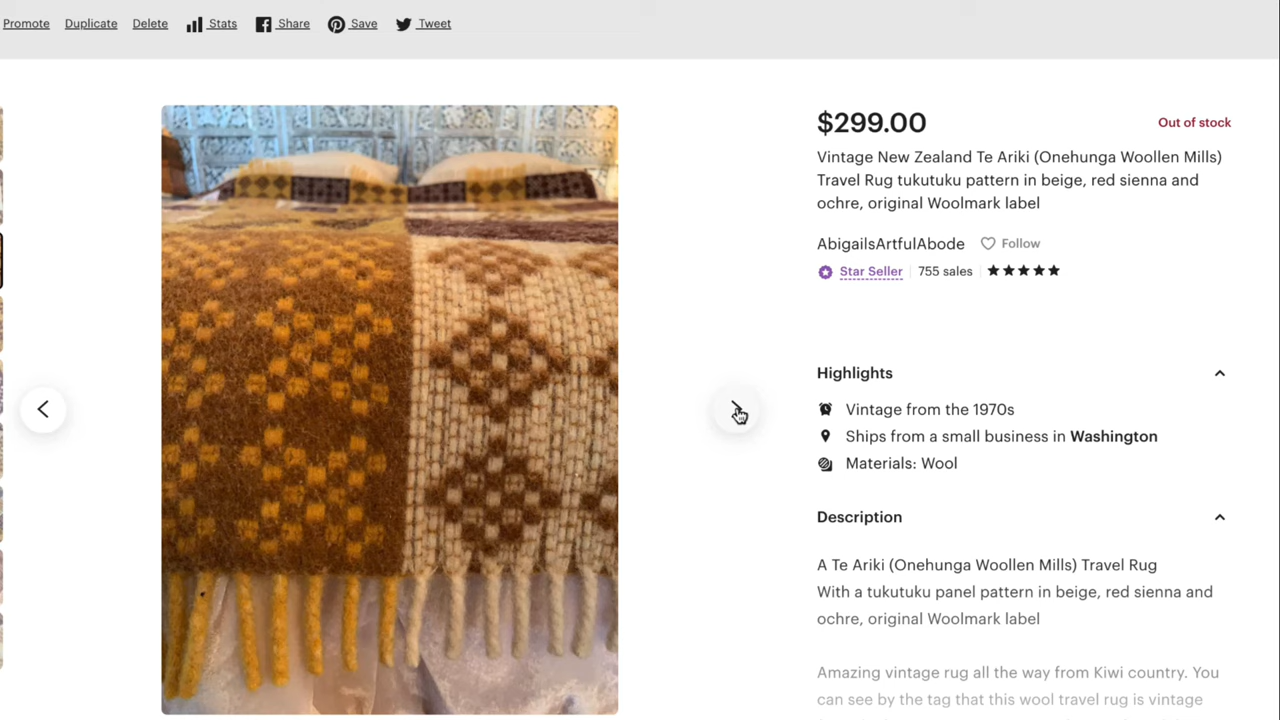 Promote Duplicate Delete Stats Share Save Tweet
$299.00
Out of stock
Vintage New Zealand Te Ariki (Onehunga Woollen Mills)
Travel Rug tukutuku pattern in beige, red sienna and
ochre, original Woolmark label
AbigailsArtfulAbode Follow
Star Seller 755 sales
Highlights
Vintage from the 1970s
Ships from a small business in Washington
Materials: Wool
Description
A Te Ariki (Onehunga Woollen Mills) Travel Rug
With a tukutuku panel pattern in beige, red sienna and
ochre, original Woolmark label
Amazing vintage rug all the way from Kiwi country. You
can see by the tag that this wool travel rug is vintage